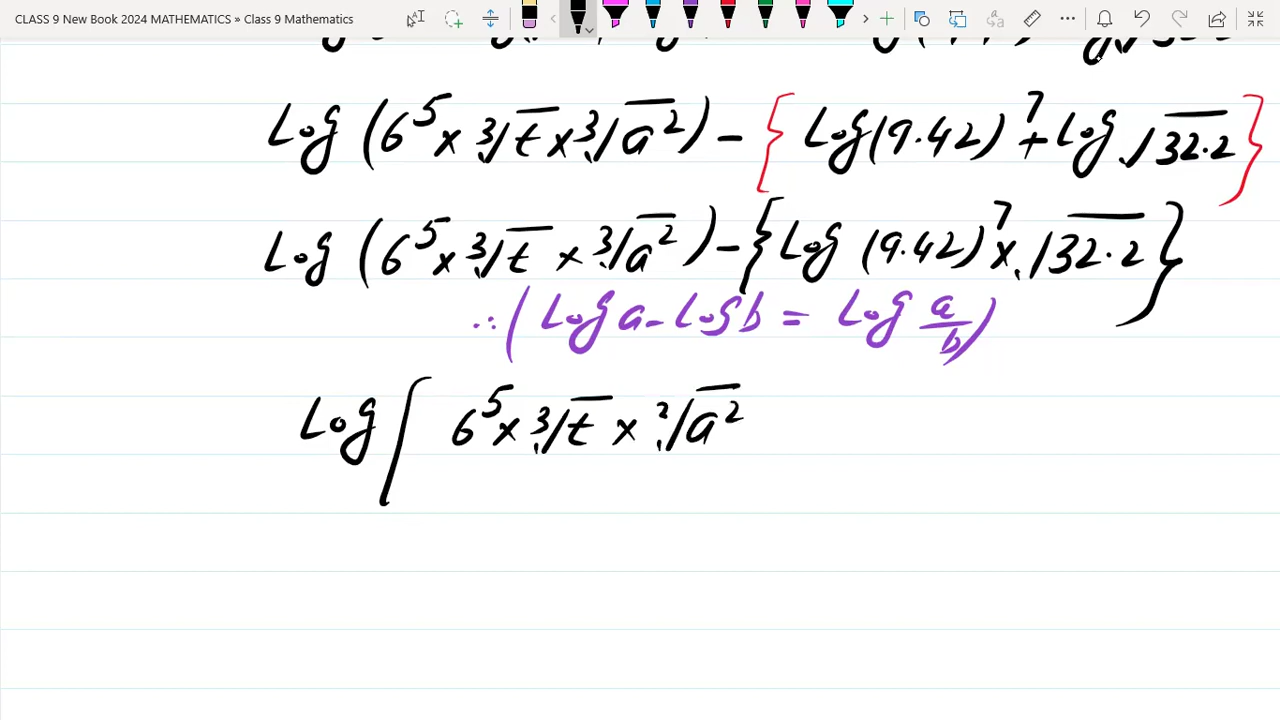 CLASS 9 New Book 2024 MATHEMATICS » Class 9 Mathematics
Log (6⁵ × ∛t × ∛a²) - { Log(9.42)⁷ + Log √32.2 }
Log (6⁵ × ∛t × ∛a²) - { Log (9.42)⁷ × √32.2 }
∴ ( Log a - Log b = Log a/b )
Log [ 6⁵ × ∛t × ²√a²